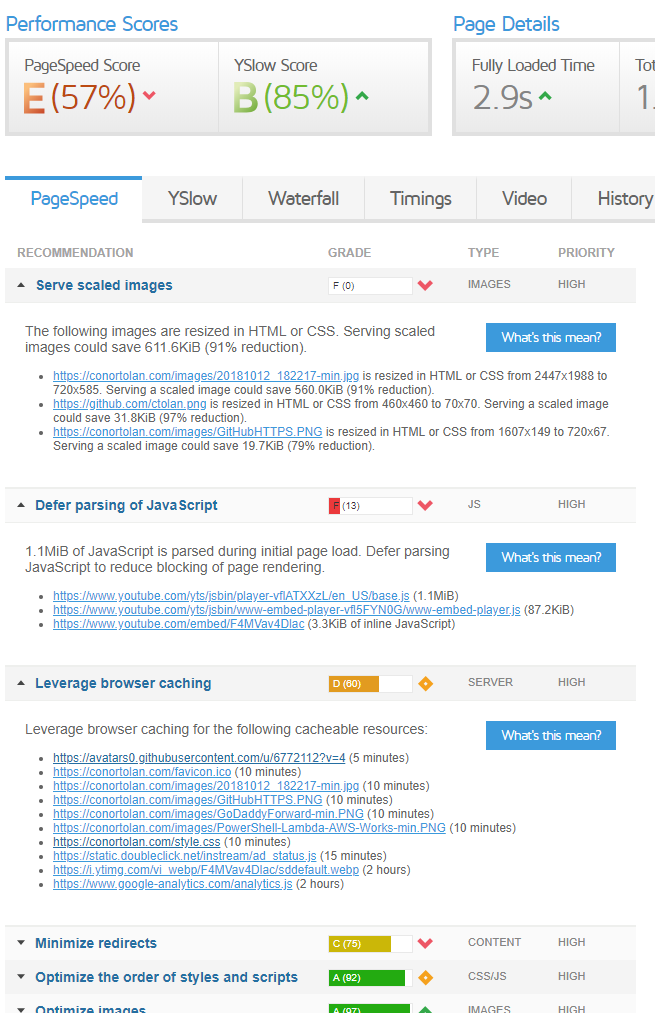 Performance Scores
Page Details
PageSpeed Score
YSlow Score
Fully Loaded Time
E (57%)
B (85%)
2.9s
PageSpeed
YSlow
Waterfall
Timings
Video
History
RECOMMENDATION
GRADE
TYPE
PRIORITY
Serve scaled images
F (0)
IMAGES
HIGH
The following images are resized in HTML or CSS. Serving scaled
images could save 611.6KiB (91% reduction).
What's this mean?
https://conortolan.com/images/20181012_182217-min.jpg is resized in HTML or CSS from 2447x1988 to
720x585. Serving a scaled image could save 560.0KiB (91% reduction).
https://github.com/ctolan.png is resized in HTML or CSS from 460x460 to 70x70. Serving a scaled image
could save 31.8KiB (97% reduction).
https://conortolan.com/images/GitHubHTTPS.PNG is resized in HTML or CSS from 1607x149 to 720x67.
Serving a scaled image could save 19.7KiB (79% reduction).
Defer parsing of JavaScript
F (13)
JS
HIGH
1.1MiB of JavaScript is parsed during initial page load. Defer parsing
JavaScript to reduce blocking of page rendering.
What's this mean?
https://www.youtube.com/yts/jsbin/player-vflATXXzL/en_US/base.js (1.1MiB)
https://www.youtube.com/yts/jsbin/www-embed-player-vfl5FYN0G/www-embed-player.js (87.2KiB)
https://www.youtube.com/embed/F4MVav4Dlac (3.3KiB of inline JavaScript)
Leverage browser caching
D (60)
SERVER
HIGH
Leverage browser caching for the following cacheable resources:
What's this mean?
https://avatars0.githubusercontent.com/u/6772112?v=4 (5 minutes)
https://conortolan.com/favicon.ico (10 minutes)
https://conortolan.com/images/20181012_182217-min.jpg (10 minutes)
https://conortolan.com/images/GitHubHTTPS.PNG (10 minutes)
https://conortolan.com/images/GoDaddyForward-min.PNG (10 minutes)
https://conortolan.com/images/PowerShell-Lambda-AWS-Works-min.PNG (10 minutes)
https://conortolan.com/style.css (10 minutes)
https://static.doubleclick.net/instream/ad_status.js (15 minutes)
https://i.ytimg.com/vi_webp/F4MVav4Dlac/sddefault.webp (2 hours)
https://www.google-analytics.com/analytics.js (2 hours)
Minimize redirects
C (75)
CONTENT
HIGH
Optimize the order of styles and scripts
A (92)
CSS/JS
HIGH
Optimize images
A (97)
IMAGES
HIGH